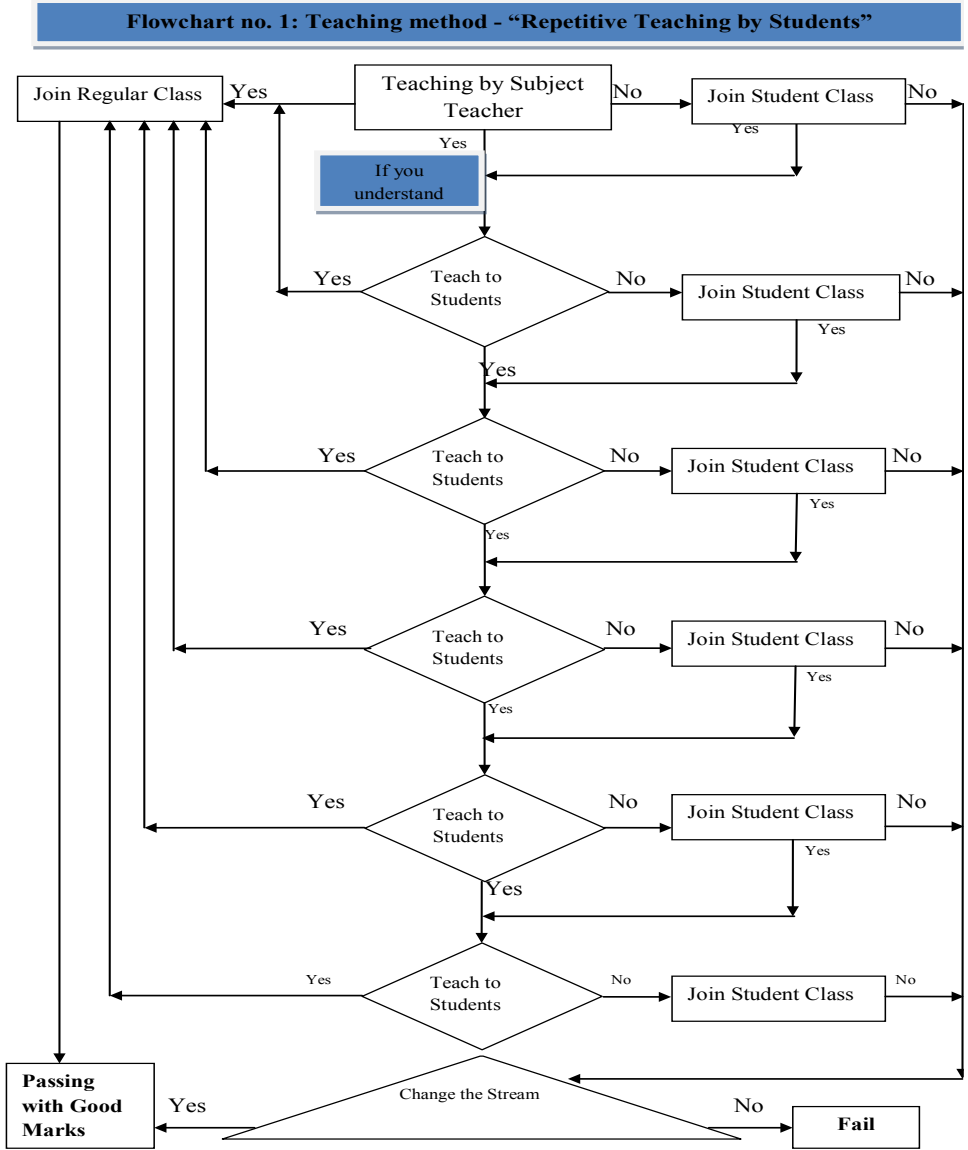 Flowchart no. 1: Teaching method - “Repetitive Teaching by Students”
Join Regular Class
Yes
Teaching by Subject
Teacher
No
Join Student Class
No
Yes
Yes
If you
understand
Yes
Teach to
Students
No
Join Student Class
No
Yes
Yes
Yes
Teach to
Students
No
Join Student Class
No
Yes
Yes
Yes
Teach to
Students
No
Join Student Class
No
Yes
Yes
Yes
Teach to
Students
No
Join Student Class
No
Yes
Yes
Yes
Teach to
Students
No
Join Student Class
No
Passing
with Good
Marks
Yes
Change the Stream
No
Fail